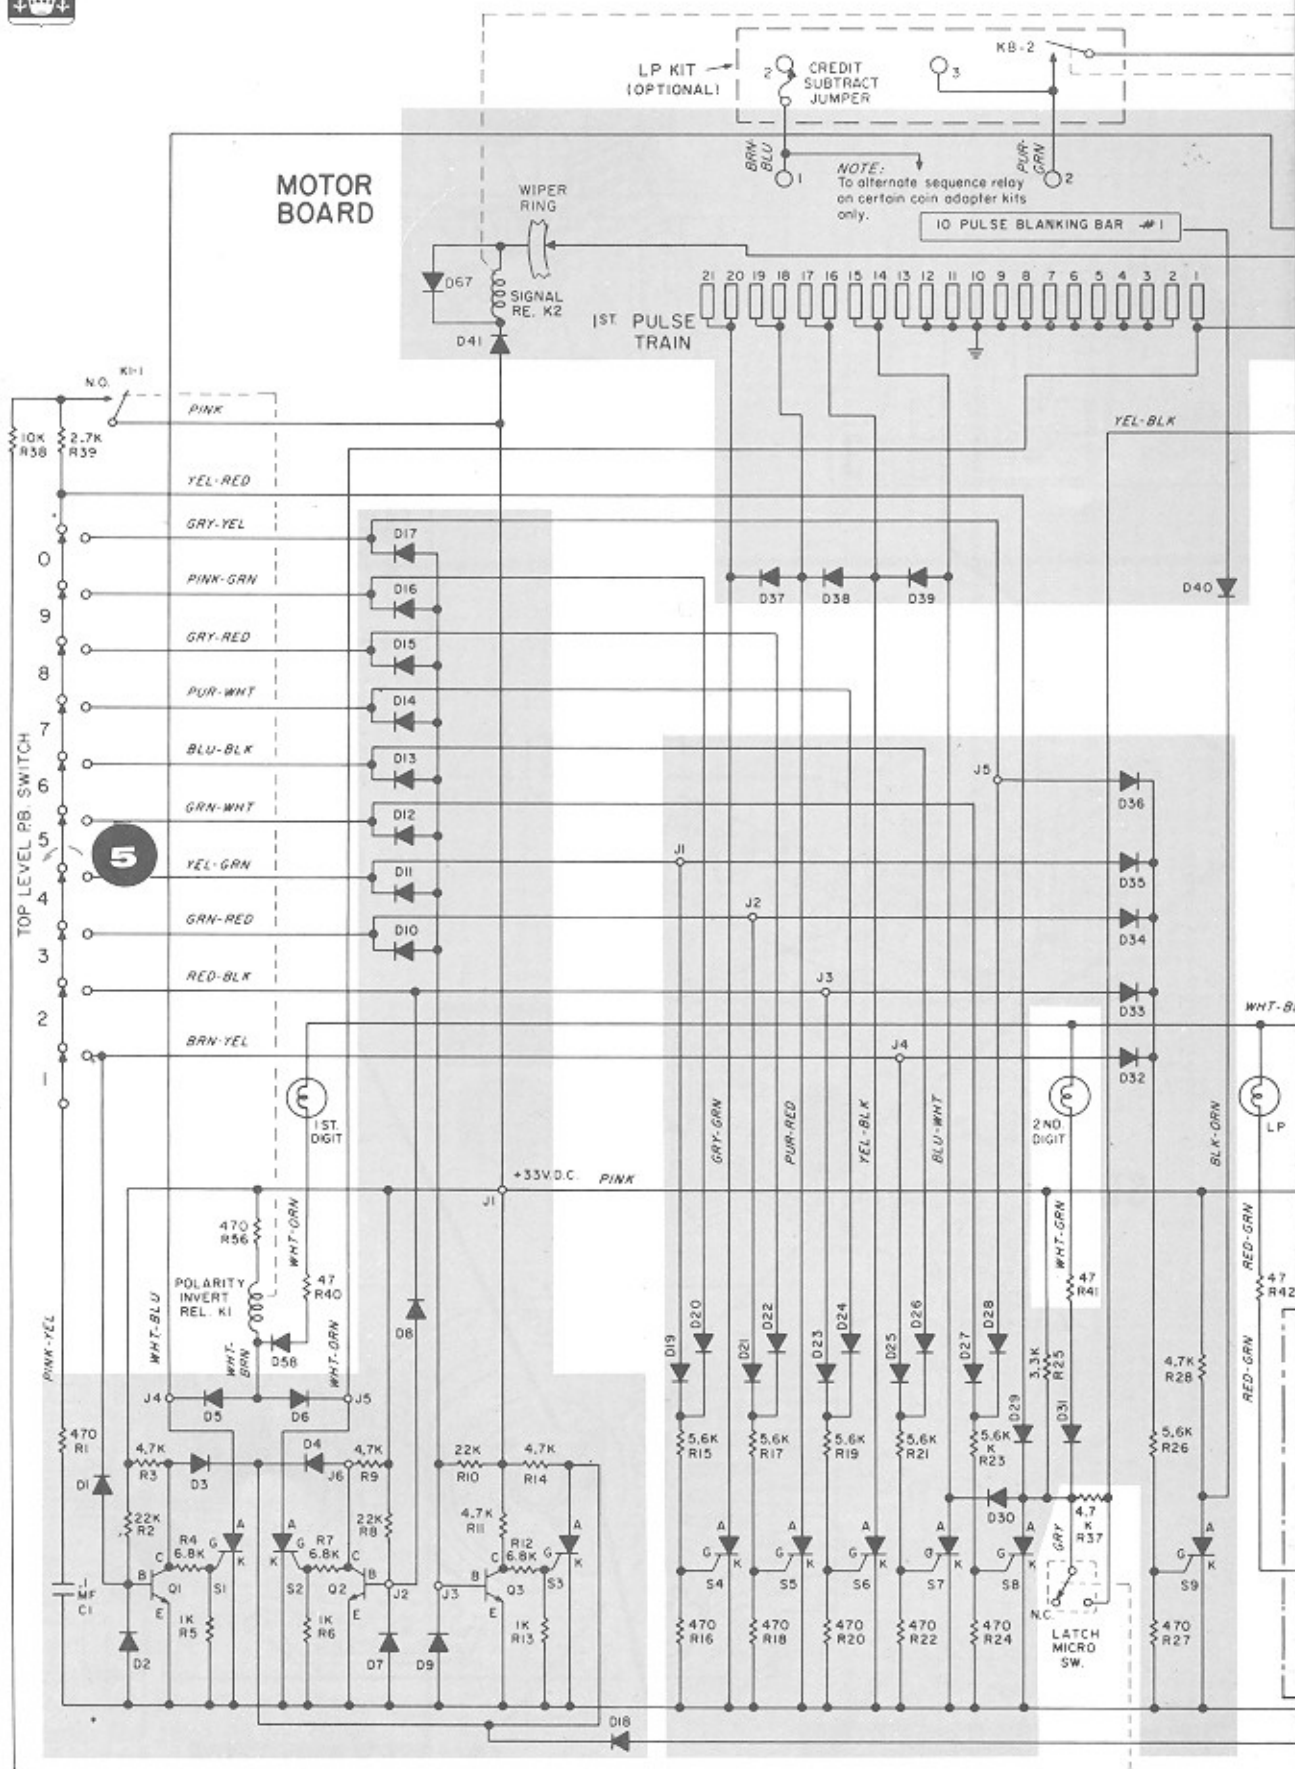 K8-2
LP KIT
(OPTIONAL)
2
CREDIT
SUBTRACT
JUMPER
3
MOTOR
BOARD
WIPER
RING
BRN-
BLU
1
NOTE:
To alternate sequence relay
on certain coin adapter kits
only.
PUR-
GRN
2
10 PULSE BLANKING BAR #1
D67
SIGNAL
RE. K2
D41
1ST. PULSE
TRAIN
21 20 19 18 17 16 15 14 13 12 11 10 9 8 7 6 5 4 3 2 1
N.O.
K1-1
PINK
10K
R38
2.7K
R39
YEL-BLK
YEL-RED
GRY-YEL
D17
0
PINK-GRN
D16
D37
D38
D39
D40
9
GRY-RED
D15
8
PUR-WHT
D14
7
BLU-BLK
D13
J5
D36
6
GRN-WHT
D12
5
TOP LEVEL P.B. SWITCH
5
YEL-GRN
D11
J1
D35
4
GRN-RED
D10
J2
D34
3
RED-BLK
J3
D33
2
BRN-YEL
J4
D32
1
1ST.
DIGIT
2ND.
DIGIT
LP
GRY-GRN
PUR-RED
YEL-BLK
BLU-WHT
BLK-ORN
+33V.D.C.
PINK
J1
470
R56
WHT-ORN
47
R40
POLARITY
INVERT
REL. K1
D58
D8
WHT-GRN
47
R41
RED-GRN
47
R42
RED-GRN
PINK-YEL
WHT-BLU
WHT-
BRN
WHT-ORN
D19
D20
D21
D22
D23
D24
D25
D26
D27
D28
3.3K
R25
4.7K
R28
J4
D5
D6
J5
D29
D31
470
R1
4.7K
R3
D3
D4
J6
4.7K
R9
22K
R10
4.7K
R14
5.6K
R15
5.6K
R17
5.6K
R19
5.6K
R21
5.6K
K
R23
5.6K
R26
D1
22K
R2
R4
6.8K
G
A
K
A
G
K
R7
6.8K
22K
R8
4.7K
R11
R12
6.8K
A
G
K
D30
4.7
K
R37
GRY
.1
MF
C1
B
C
E
Q1
S1
S2
C
B
E
Q2
J2
J3
B
C
E
Q3
S3
A
G
K
S4
A
G
K
S5
A
G
K
S6
A
G
K
S7
A
G
K
S8
A
G
K
S9
N.C.
LATCH
MICRO
SW.
D2
1K
R5
1K
R6
D7
D9
1K
R13
470
R16
470
R18
470
R20
470
R22
470
R24
470
R27
D18